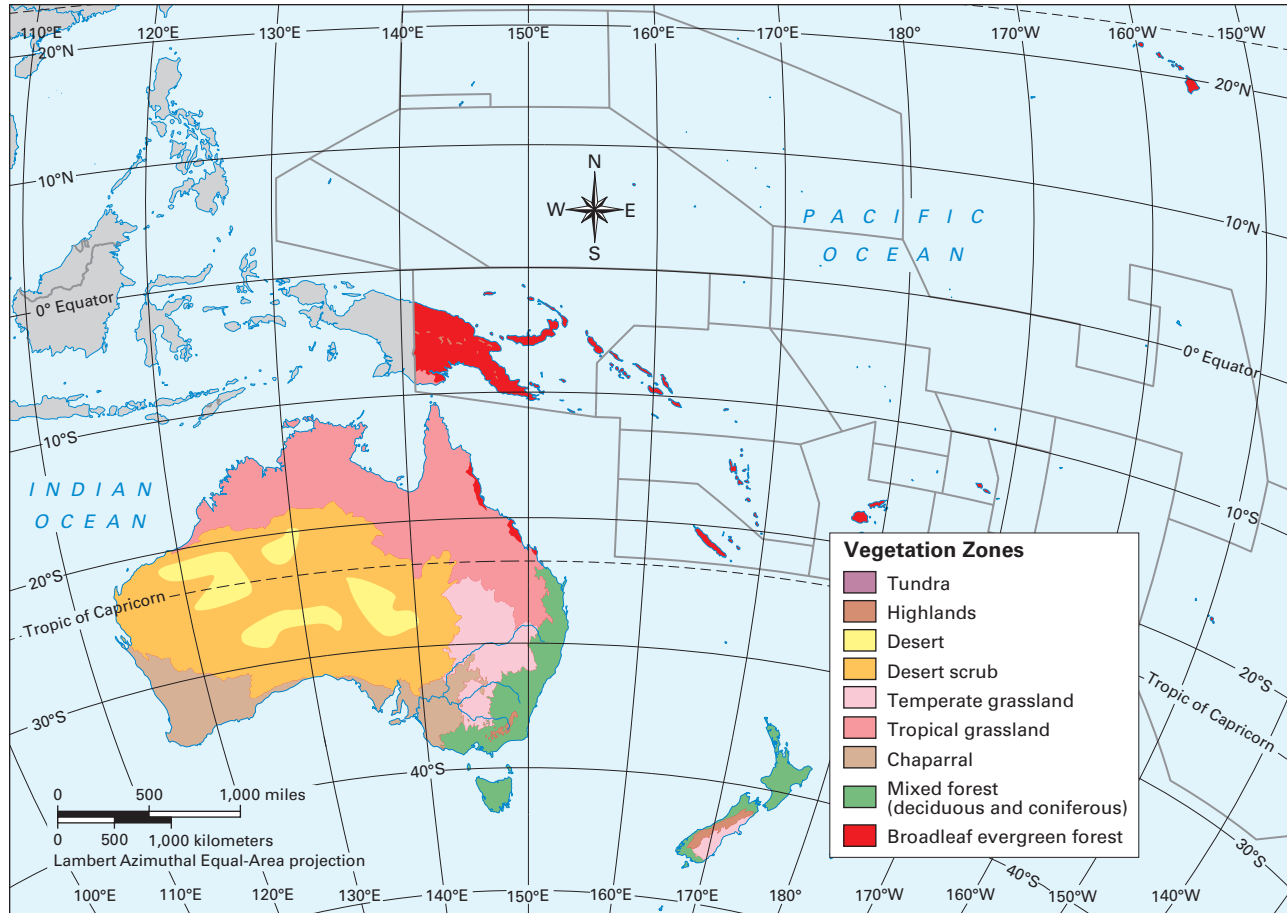 110°E 120°E 130°E 140°E 150°E 160°E 170°E 180° 170°W 160°W 150°W
20°N
20°N
10°N
10°N
N
W E
S
PACIFIC
OCEAN
0° Equator
0° Equator
10°S
10°S
INDIAN
OCEAN
20°S
20°S
Tropic of Capricorn
Tropic of Capricorn
30°S
30°S
40°S
40°S
Vegetation Zones
Tundra
Highlands
Desert
Desert scrub
Temperate grassland
Tropical grassland
Chaparral
Mixed forest
(deciduous and coniferous)
Broadleaf evergreen forest
0 500 1,000 miles
0 500 1,000 kilometers
Lambert Azimuthal Equal-Area projection
100°E 110°E 120°E 130°E 140°E 150°E 160°E 170°E 180° 170°W 160°W 150°W 140°W